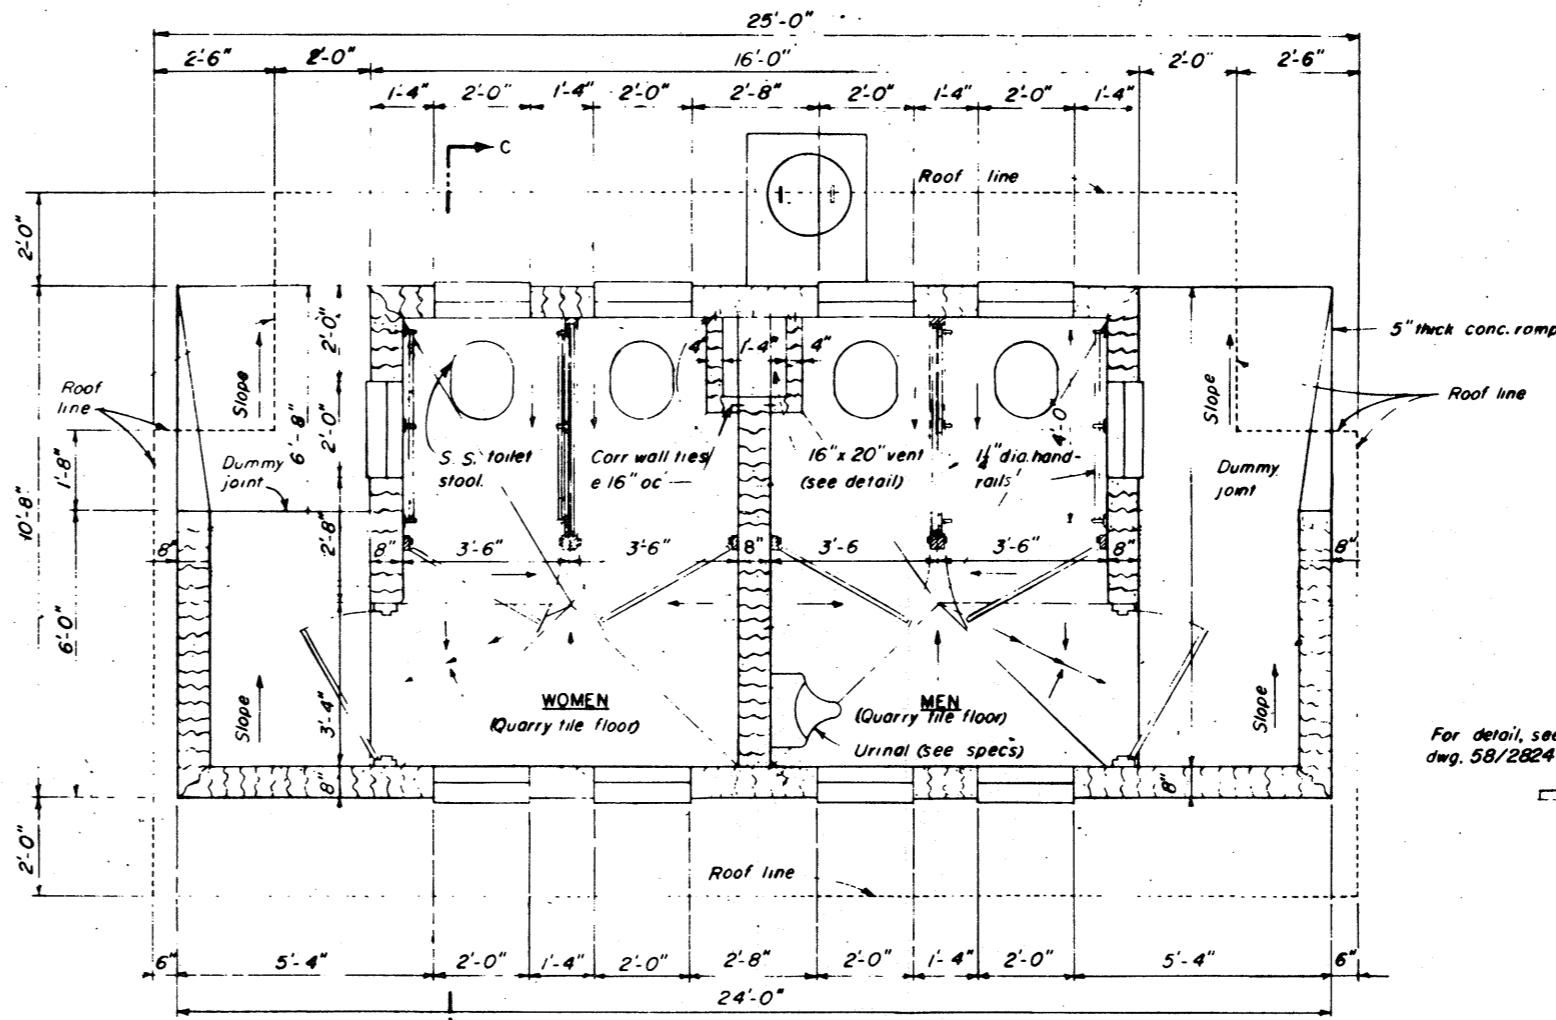 25'-0"
2'-6" 2'-0" 16'-0" 2'-0" 2'-6"
1'-4" 2'-0" 1'-4" 2'-0" 2'-8" 2'-0" 1'-4" 2'-0" 1'-4"
C
Roof line
2'-0"
10'-8"
2'-0"
1'-8"
6'-0"
Roof
line
Slope
Dummy
joint
6'-8"
2'-0"
2'-0"
2'-8"
3'-4"
8"
8"
Slope
4" 1'-4" 4"
S. S. toilet
stool.
Corr wall ties
@ 16" oc
16" x 20" vent
(see detail)
1¼" dia. hand-
rails
4'-0"
8" 3'-6" 3'-6" 8" 3'-6 3'-6" 8"
WOMEN
(Quarry tile floor)
MEN
(Quarry tile floor)
Urinal (see specs)
Slope
5" thick conc. ramp
Roof line
Dummy
joint
8"
Slope
8"
For detail, see
dwg. 58/2824
Roof line
6" 5'-4" 2'-0" 1'-4" 2'-0" 2'-8" 2'-0" 1'-4" 2'-0" 5'-4" 6"
24'-0"